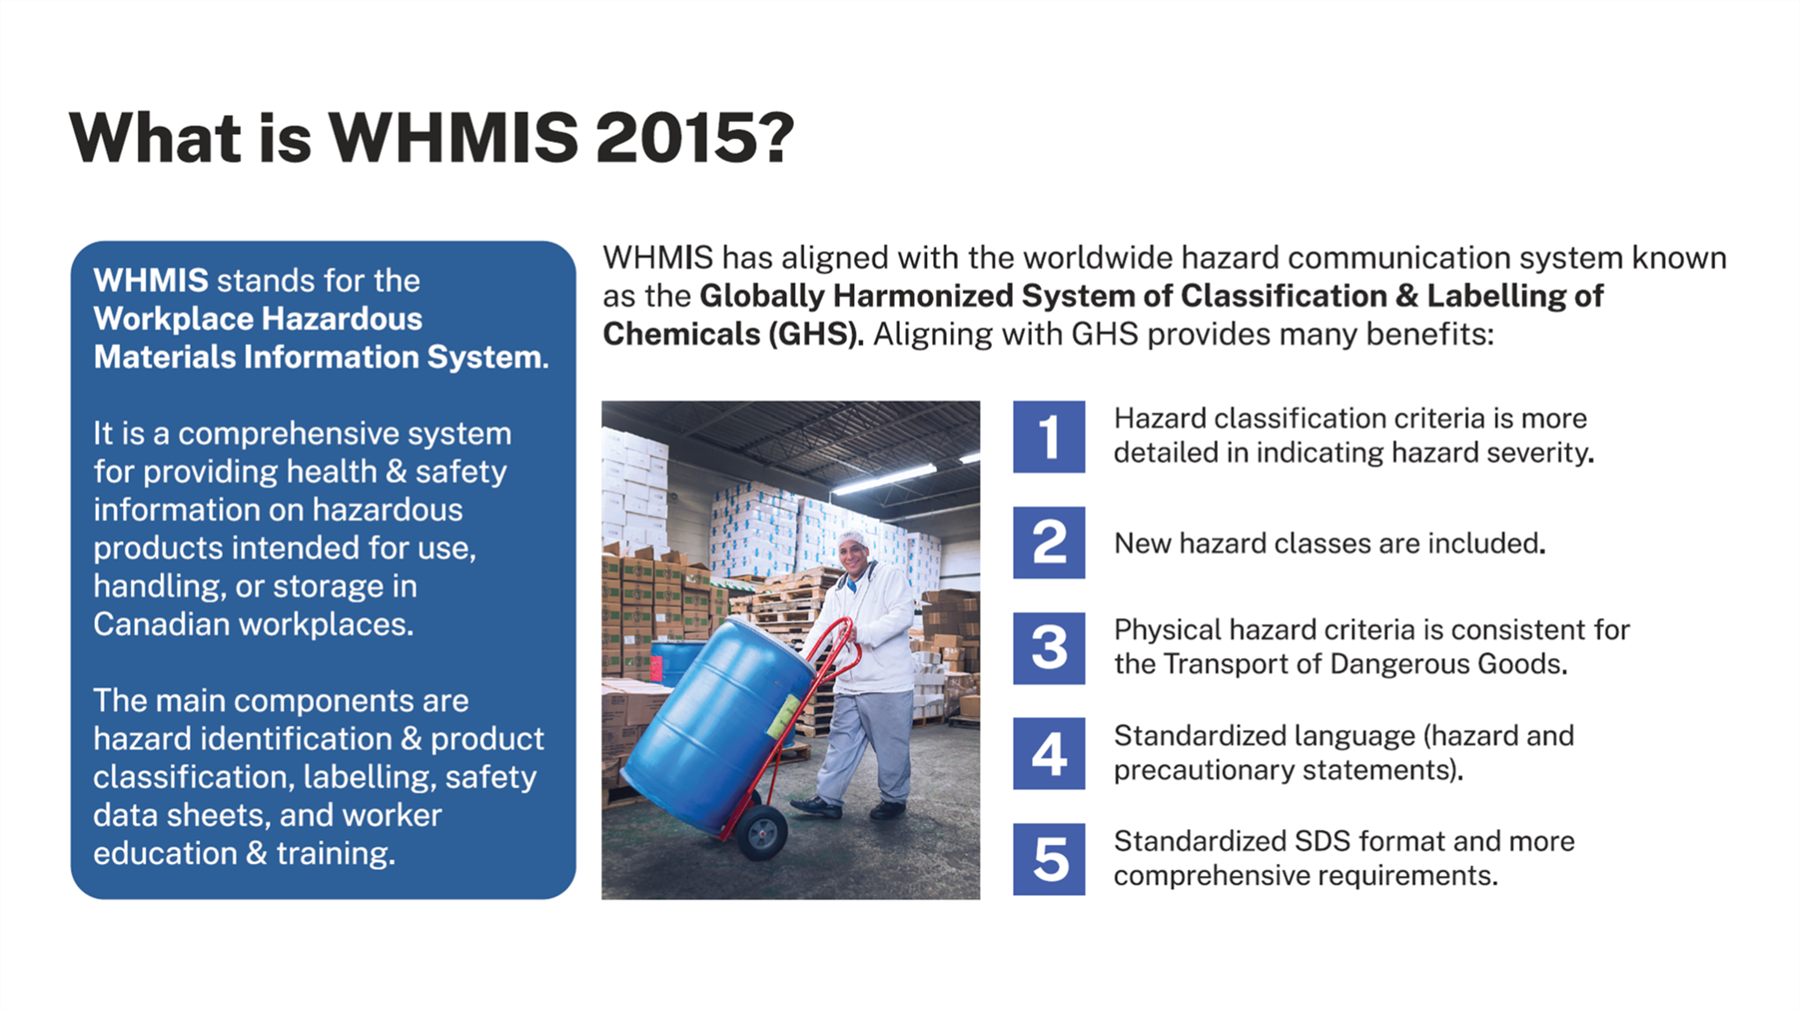 What is WHMIS 2015?
WHMIS stands for the
Workplace Hazardous
Materials Information System.
It is a comprehensive system
for providing health & safety
information on hazardous
products intended for use,
handling, or storage in
Canadian workplaces.
The main components are
hazard identification & product
classification, labelling, safety
data sheets, and worker
education & training.
WHMIS has aligned with the worldwide hazard communication system known
as the Globally Harmonized System of Classification & Labelling of
Chemicals (GHS). Aligning with GHS provides many benefits:
1
Hazard classification criteria is more
detailed in indicating hazard severity.
2
New hazard classes are included.
3
Physical hazard criteria is consistent for
the Transport of Dangerous Goods.
4
Standardized language (hazard and
precautionary statements).
5
Standardized SDS format and more
comprehensive requirements.